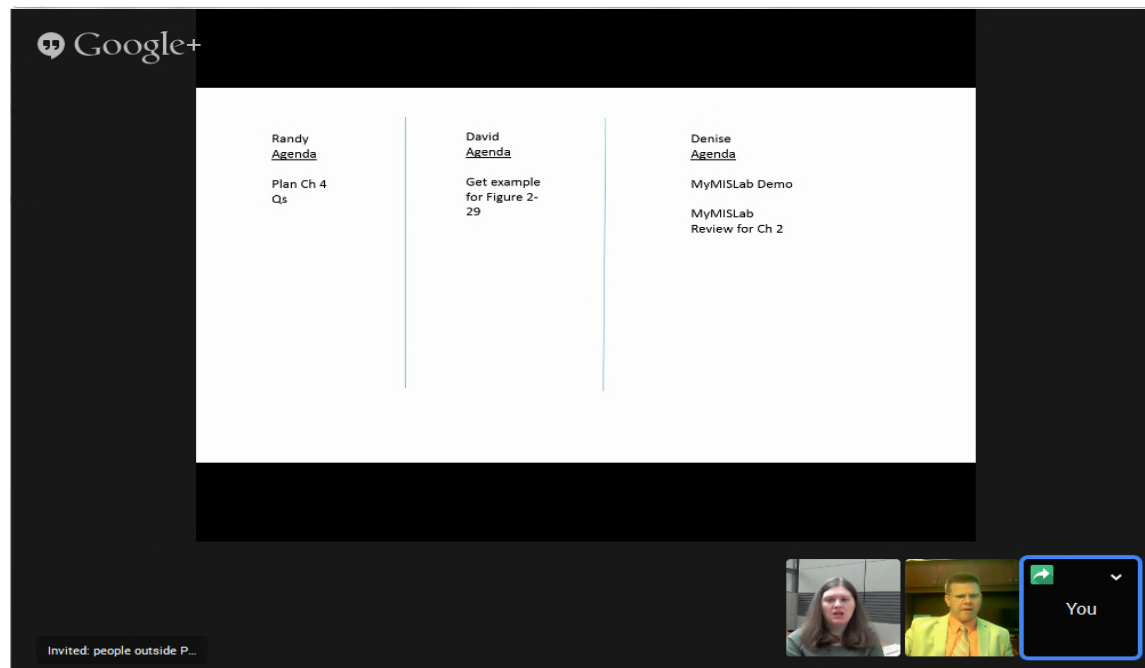 Google+
Randy
Agenda
Plan Ch 4
Qs
David
Agenda
Get example
for Figure 2-
29
Denise
Agenda
MyMISLab Demo
MyMISLab
Review for Ch 2
You
Invited: people outside P...